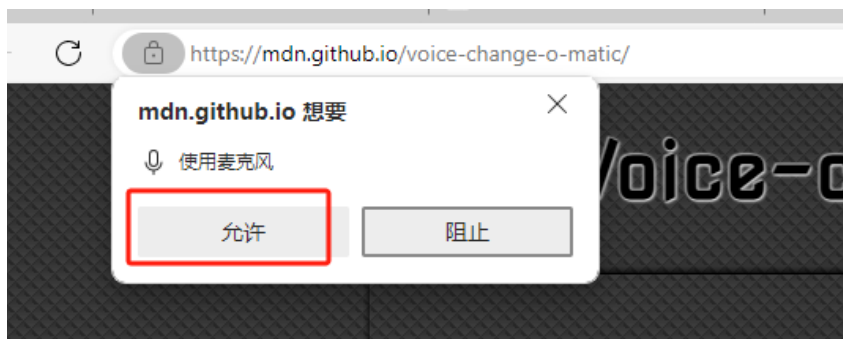 https://mdn.github.io/voice-change-o-matic/
mdn.github.io 想要
使用麦克风
允许
阻止
Voice-c